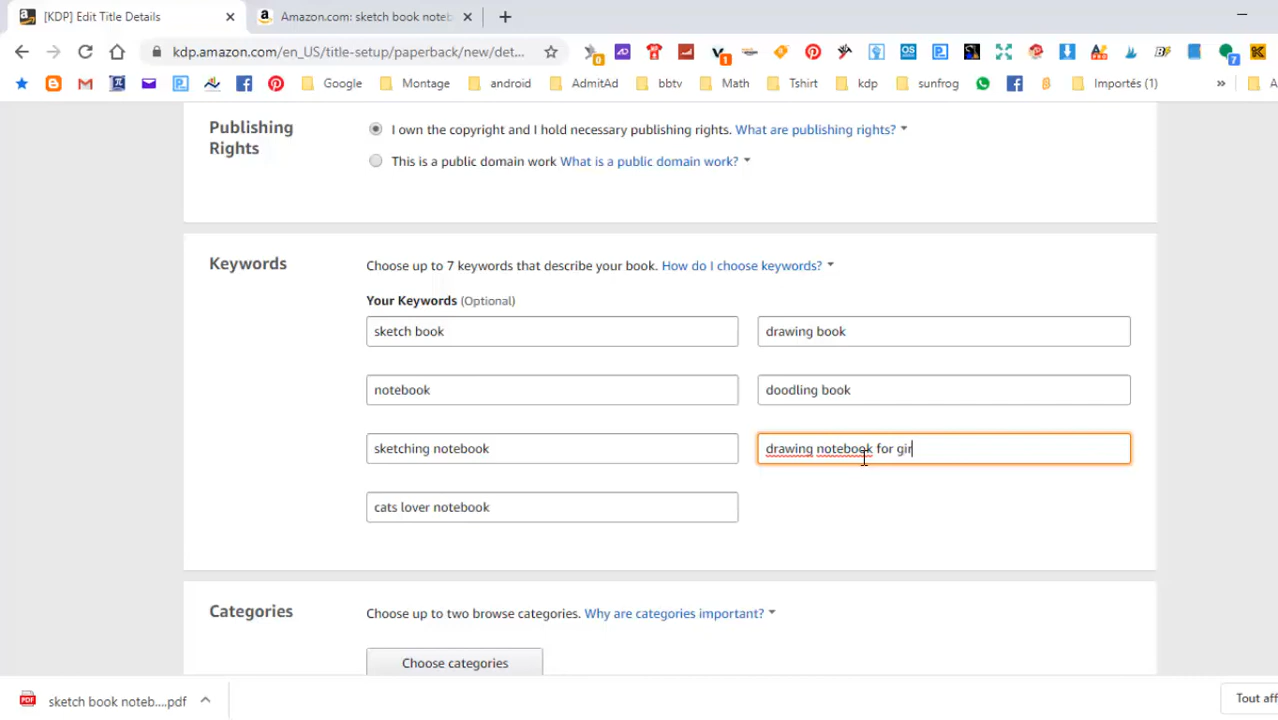 [KDP] Edit Title Details
Amazon.com: sketch book noteb
kdp.amazon.com/en_US/title-setup/paperback/new/det...
Google
Montage
android
AdmitAd
bbtv
Math
Tshirt
kdp
sunfrog
Importés (1)
»
Publishing Rights
I own the copyright and I hold necessary publishing rights. What are publishing rights?
This is a public domain work What is a public domain work?
Keywords
Choose up to 7 keywords that describe your book. How do I choose keywords?
Your Keywords (Optional)
sketch book
drawing book
notebook
doodling book
sketching notebook
drawing notebook for gir
cats lover notebook
Categories
Choose up to two browse categories. Why are categories important?
Choose categories
sketch book noteb....pdf
Tout aff